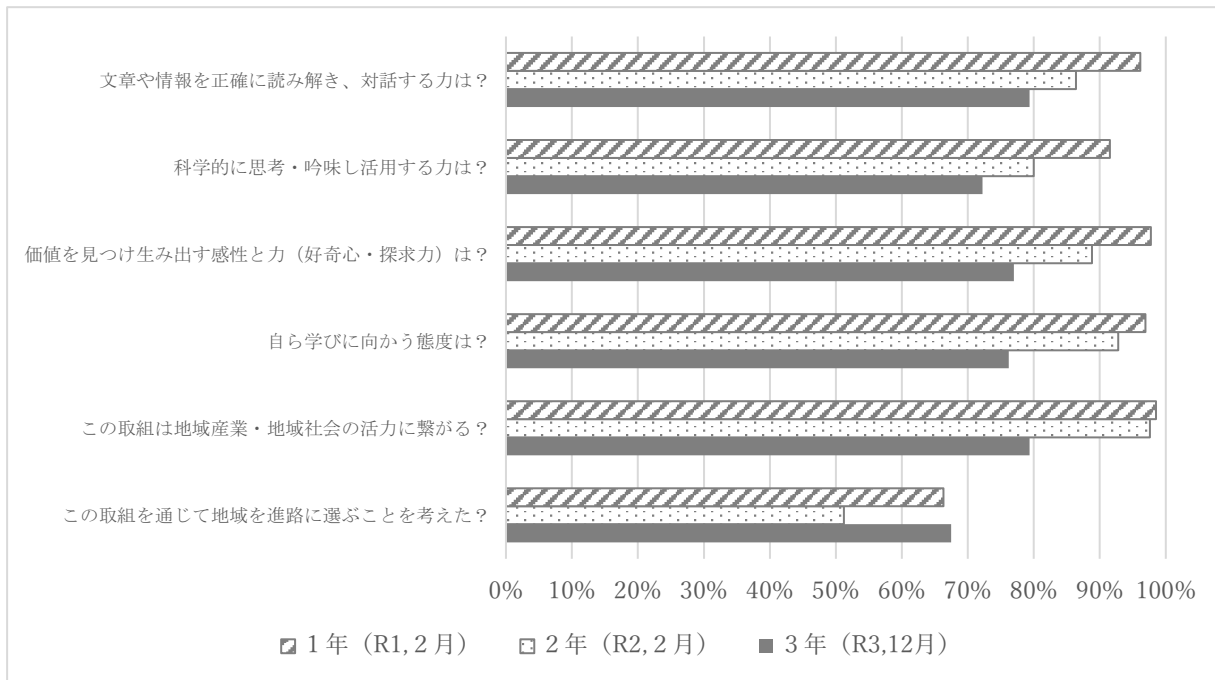 文章や情報を正確に読み解き、対話する力は？
科学的に思考・吟味し活用する力は？
価値を見つけ生み出す感性と力（好奇心・探求力）は？
自ら学びに向かう態度は？
この取組は地域産業・地域社会の活力に繋がる？
この取組を通じて地域を進路に選ぶことを考えた？
0% 10% 20% 30% 40% 50% 60% 70% 80% 90% 100%
１年（R1,２月） ２年（R2,２月） ３年（R3,12月）